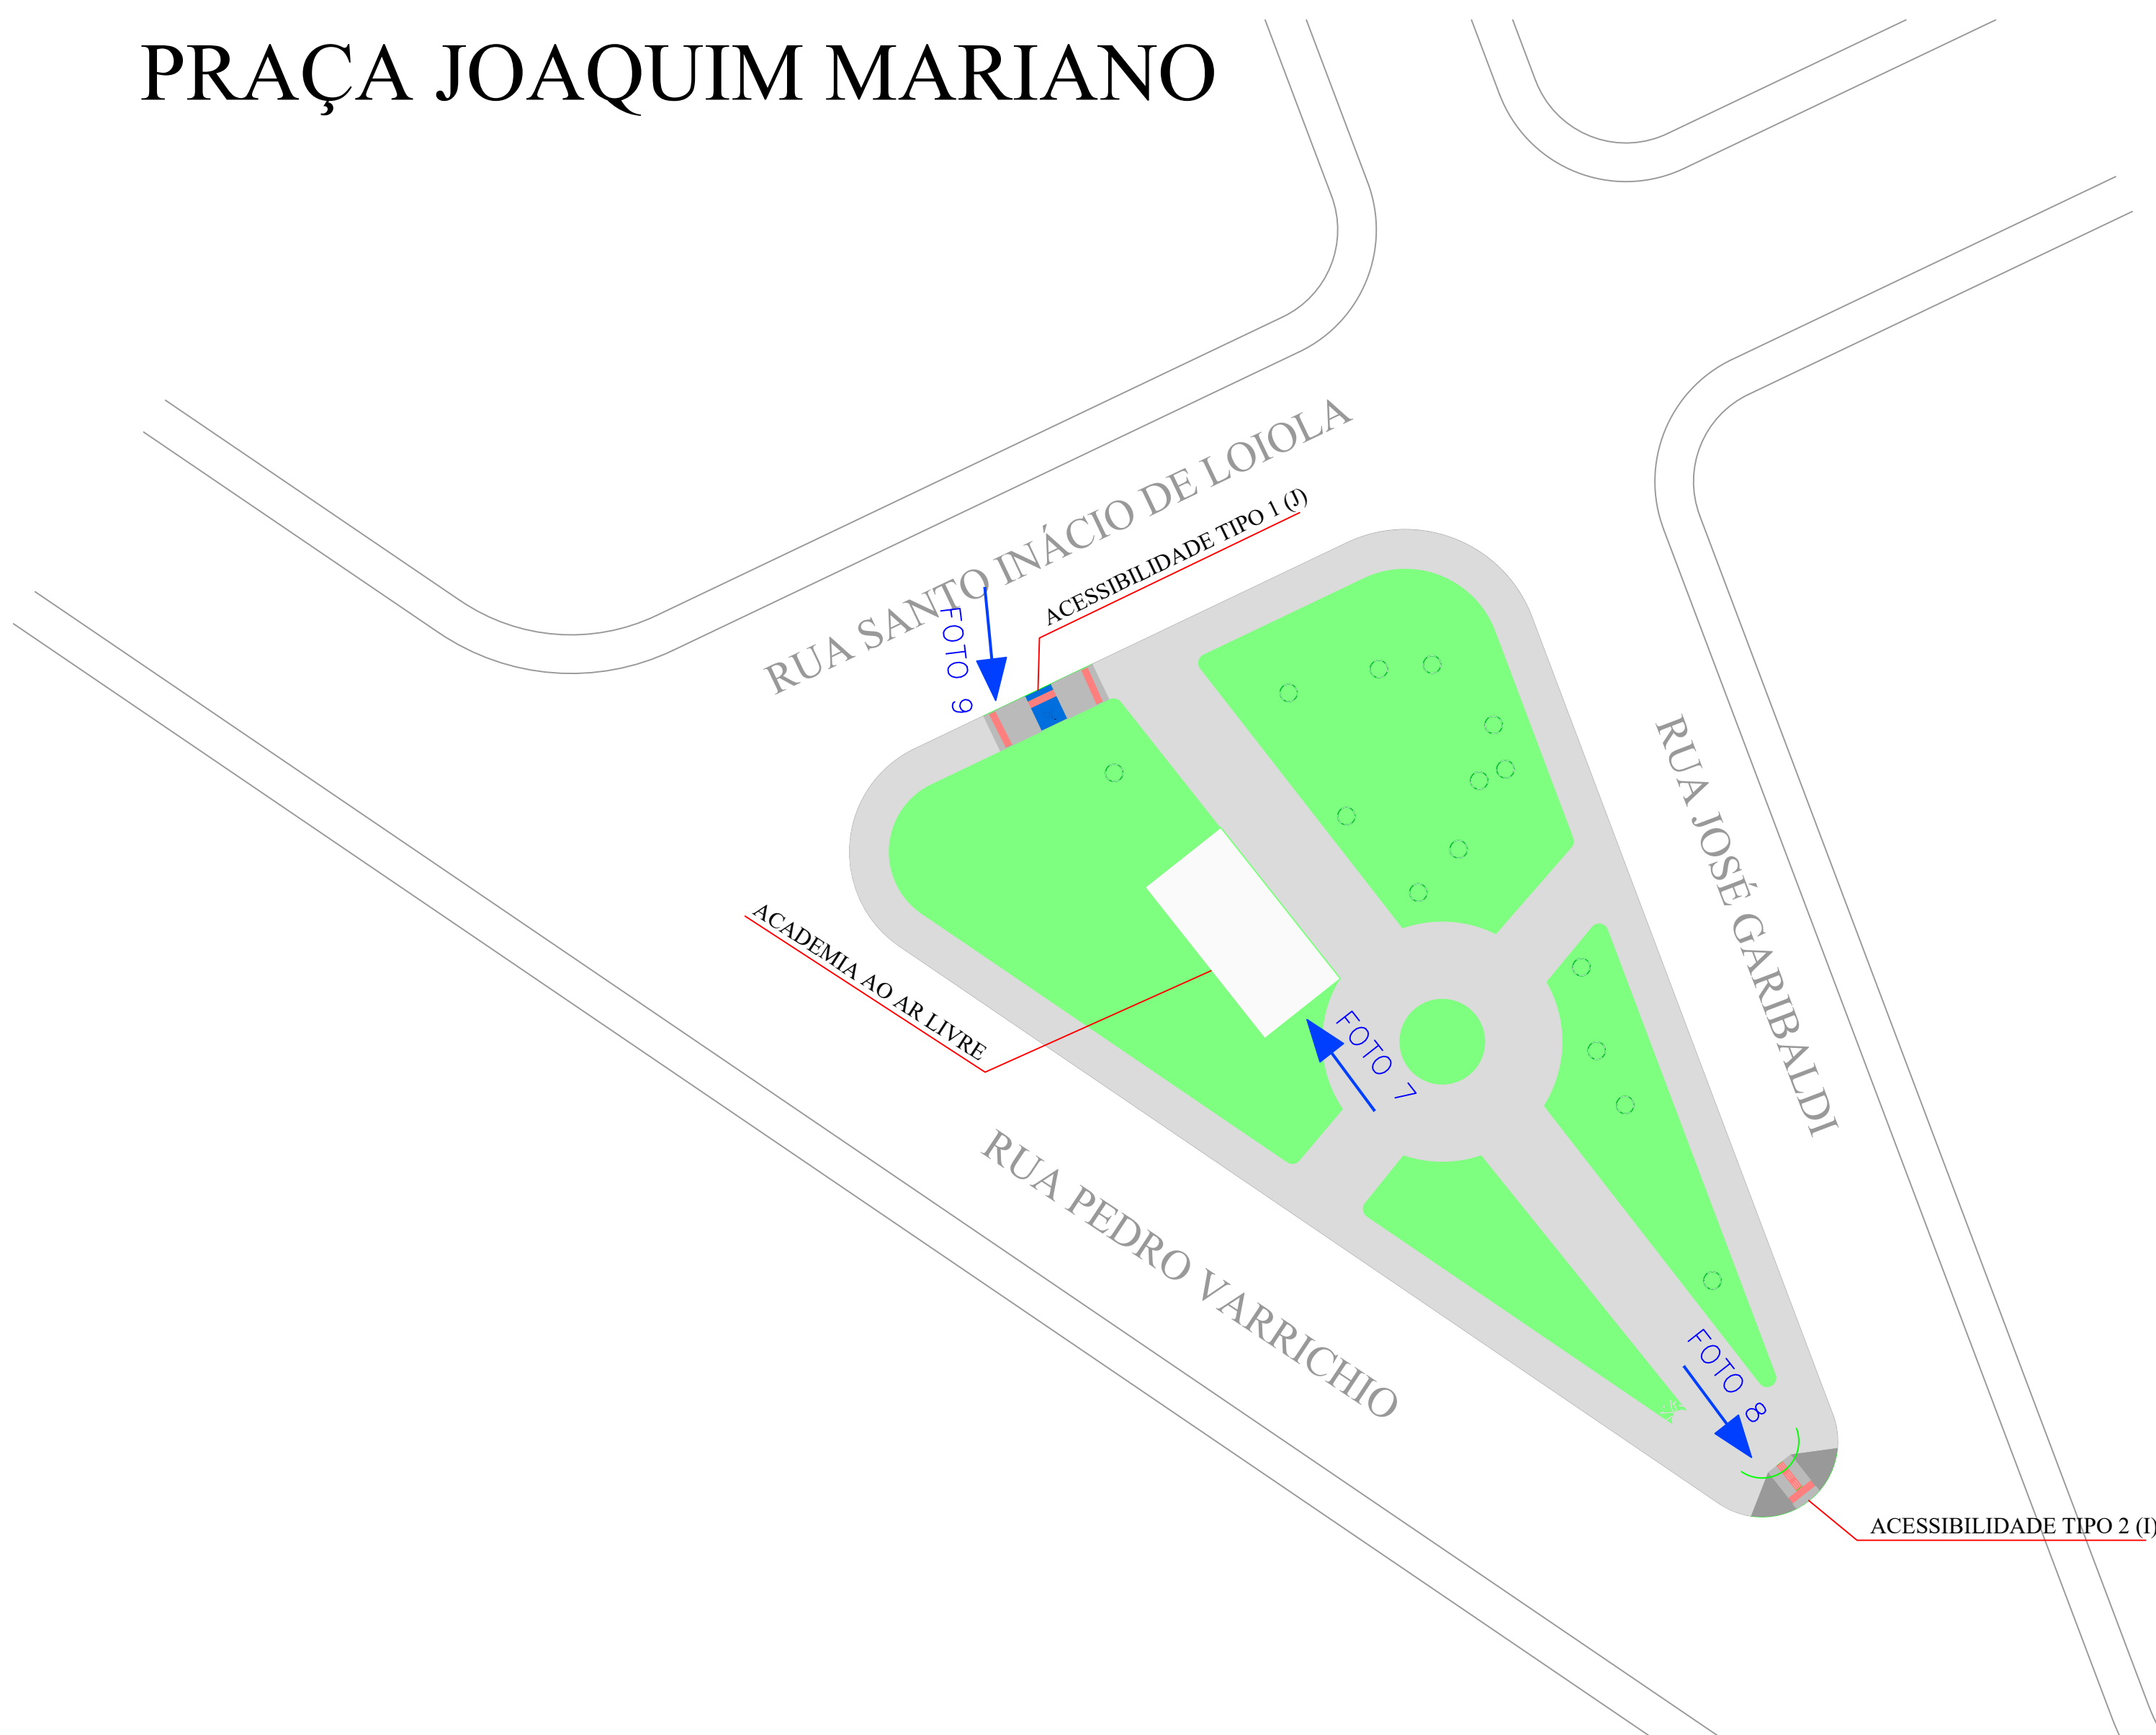 PRAÇA JOAQUIM MARIANO
RUA SANTO INÁCIO DE LOIOLA
ACESSIBILIDADE TIPO 1 (J)
FOTO 9
RUA JOSÉ GARIBALDI
ACADEMIA AO AR LIVRE
FOTO 7
RUA PEDRO VARRICHIO
FOTO 8
ACESSIBILIDADE TIPO 2 (I)